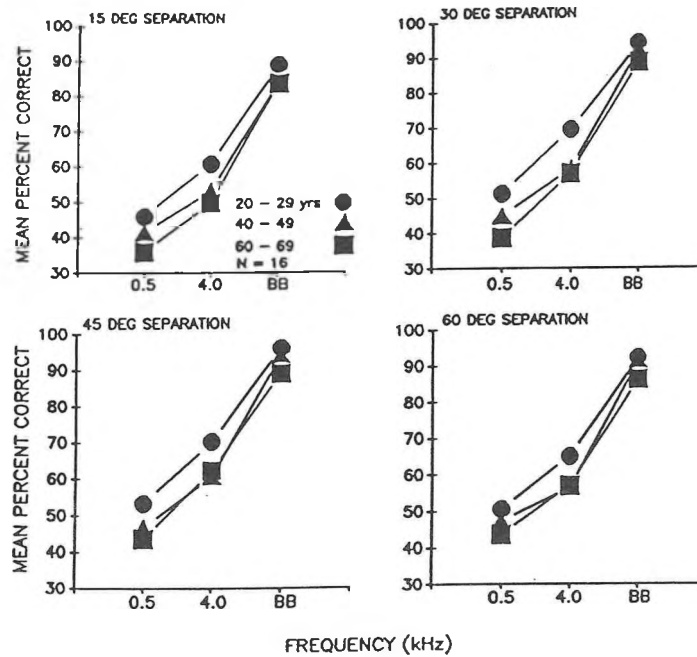 15 DEG SEPARATION
MEAN PERCENT CORRECT
100
90
80
70
60
50
40
30
0.5
4.0
BB
20 – 29 yrs
40 – 49
60 – 69
N = 16
30 DEG SEPARATION
100
90
80
70
60
50
40
30
0.5
4.0
BB
45 DEG SEPARATION
MEAN PERCENT CORRECT
100
90
80
70
60
50
40
30
0.5
4.0
BB
60 DEG SEPARATION
100
90
80
70
60
50
40
30
0.5
4.0
BB
FREQUENCY (kHz)